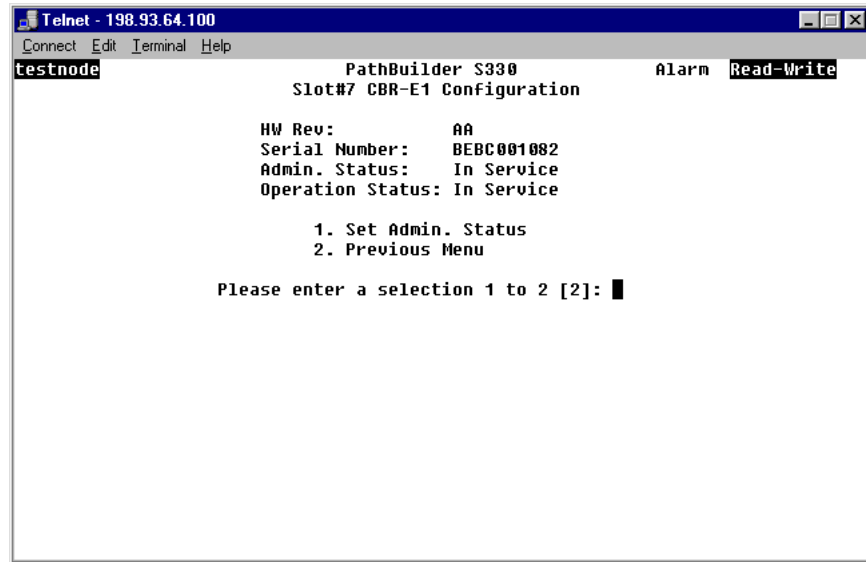 Telnet - 198.93.64.100
Connect Edit Terminal Help
testnode PathBuilder S330 Alarm Read-Write
Slot#7 CBR-E1 Configuration
HW Rev: AA
Serial Number: BEBC001082
Admin. Status: In Service
Operation Status: In Service
1. Set Admin. Status
2. Previous Menu
Please enter a selection 1 to 2 [2]: